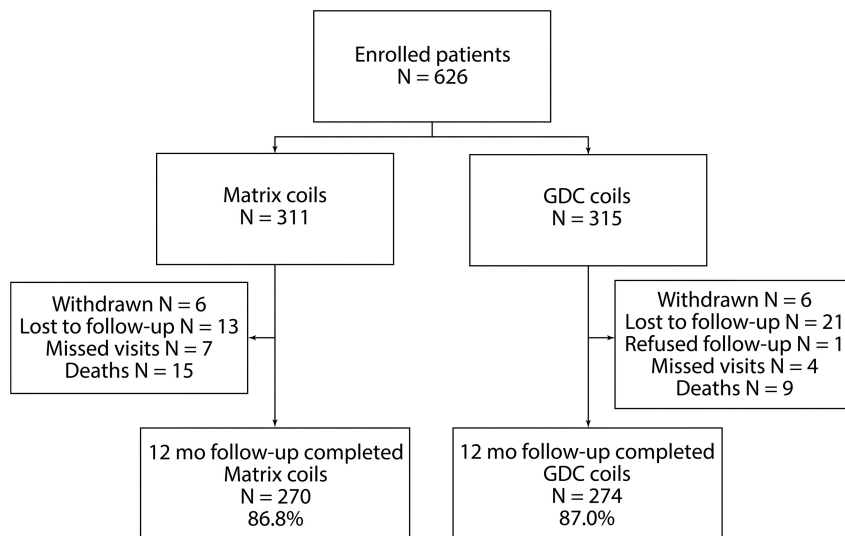 Enrolled patients
N = 626
Matrix coils
N = 311
GDC coils
N = 315
Withdrawn N = 6
Lost to follow-up N = 13
Missed visits N = 7
Deaths N = 15
Withdrawn N = 6
Lost to follow-up N = 21
Refused follow-up N = 1
Missed visits N = 4
Deaths N = 9
12 mo follow-up completed
Matrix coils
N = 270
86.8%
12 mo follow-up completed
GDC coils
N = 274
87.0%